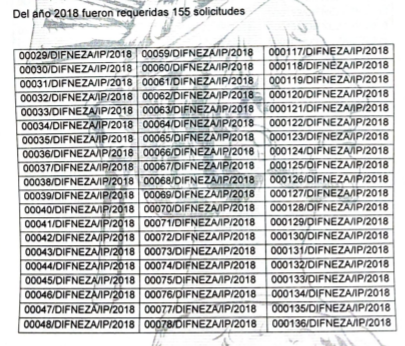 Del año 2018 fueron requeridas 155 solicitudes
00029/DIFNEZA/IP/2018 00059/DIFNEZA/IP/2018 000117/DIFNEZA/IP/2018
00030/DIFNEZA/IP/2018 00060/DIFNEZA/IP/2018 000118/DIFNEZA/IP/2018
00031/DIFNEZA/IP/2018 00061/DIFNEZA/IP/2018 000119/DIFNEZA/IP/2018
00032/DIFNEZA/IP/2018 00062/DIFNEZA/IP/2018 000120/DIFNEZA/IP/2018
00033/DIFNEZA/IP/2018 00063/DIFNEZA/IP/2018 000121/DIFNEZA/IP/2018
00034/DIFNEZA/IP/2018 00064/DIFNEZA/IP/2018 000122/DIFNEZA/IP/2018
00035/DIFNEZA/IP/2018 00065/DIFNEZA/IP/2018 000123/DIFNEZA/IP/2018
00036/DIFNEZA/IP/2018 00066/DIFNEZA/IP/2018 000124/DIFNEZA/IP/2018
00037/DIFNEZA/IP/2018 00067/DIFNEZA/IP/2018 000125/DIFNEZA/IP/2018
00038/DIFNEZA/IP/2018 00068/DIFNEZA/IP/2018 000126/DIFNEZA/IP/2018
00039/DIFNEZA/IP/2018 00069/DIFNEZA/IP/2018 000127/DIFNEZA/IP/2018
00040/DIFNEZA/IP/2018 00070/DIFNEZA/IP/2018 000128/DIFNEZA/IP/2018
00041/DIFNEZA/IP/2018 00071/DIFNEZA/IP/2018 000129/DIFNEZA/IP/2018
00042/DIFNEZA/IP/2018 00072/DIFNEZA/IP/2018 000130/DIFNEZA/IP/2018
00043/DIFNEZA/IP/2018 00073/DIFNEZA/IP/2018 000131/DIFNEZA/IP/2018
00044/DIFNEZA/IP/2018 00074/DIFNEZA/IP/2018 000132/DIFNEZA/IP/2018
00045/DIFNEZA/IP/2018 00075/DIFNEZA/IP/2018 000133/DIFNEZA/IP/2018
00046/DIFNEZA/IP/2018 00076/DIFNEZA/IP/2018 000134/DIFNEZA/IP/2018
00047/DIFNEZA/IP/2018 00077/DIFNEZA/IP/2018 000135/DIFNEZA/IP/2018
00048/DIFNEZA/IP/2018 00078/DIFNEZA/IP/2018 000136/DIFNEZA/IP/2018